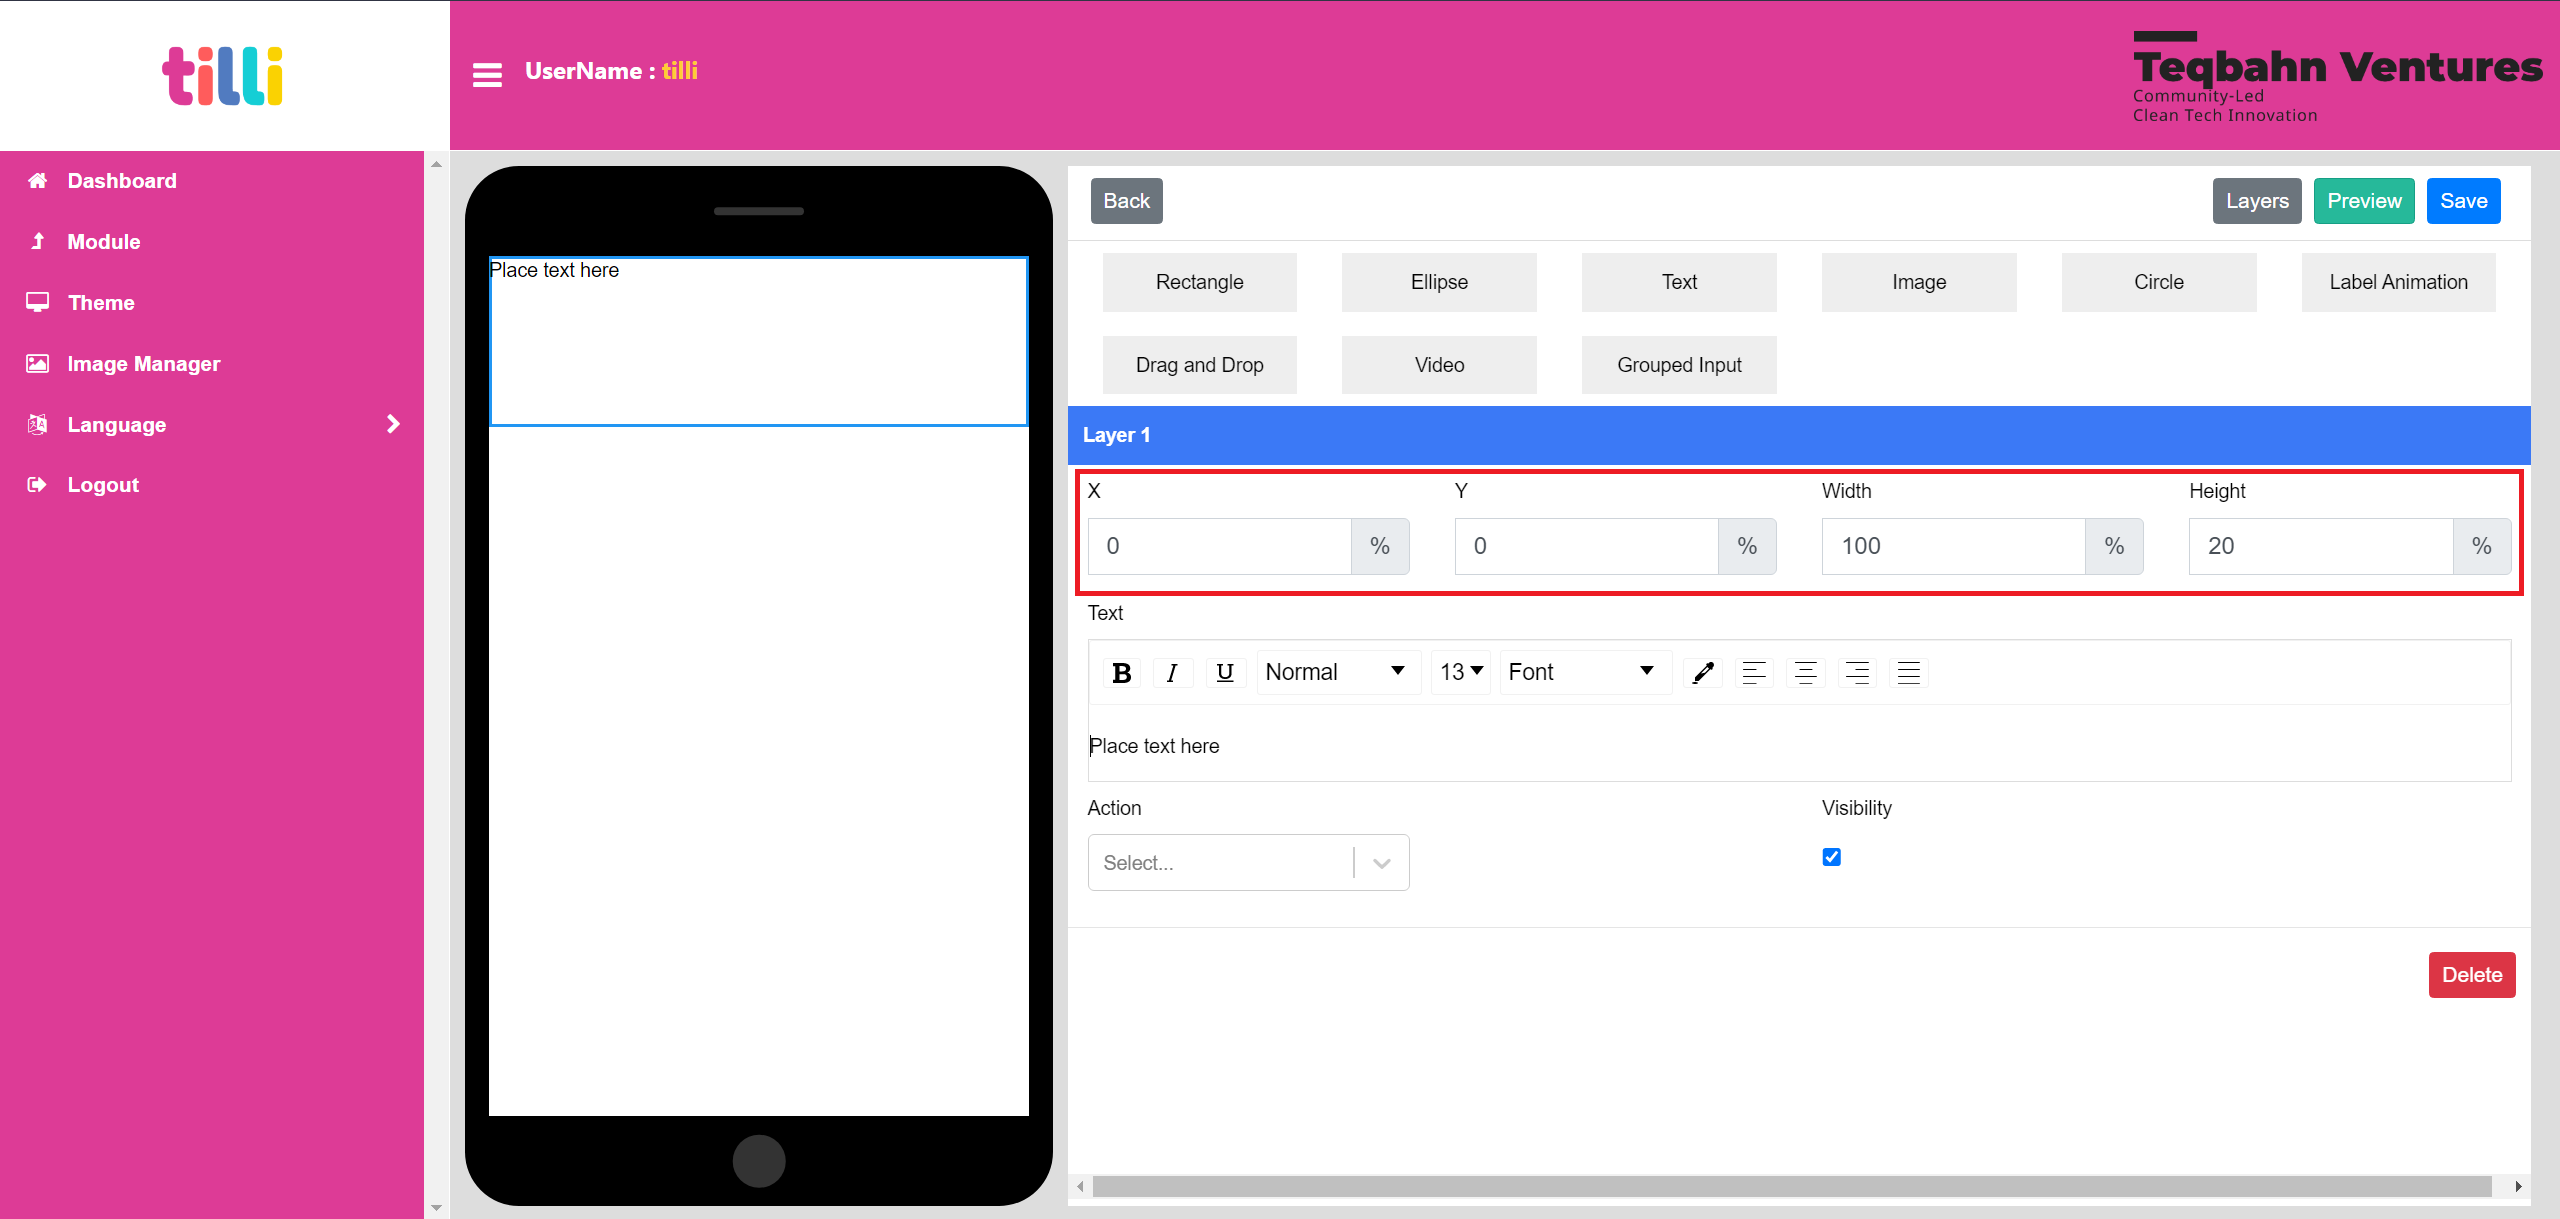 tilli
UserName : tilli
Teqbahn Ventures
Community-Led
Clean Tech Innovation
Dashboard
Module
Theme
Image Manager
Language
Logout
Place text here
Back
Layers
Preview
Save
Rectangle
Ellipse
Text
Image
Circle
Label Animation
Drag and Drop
Video
Grouped Input
Layer 1
X
Y
Width
Height
0 %
0 %
100 %
20 %
Text
B I U Normal 13 Font
Place text here
Action
Visibility
Select...
Delete